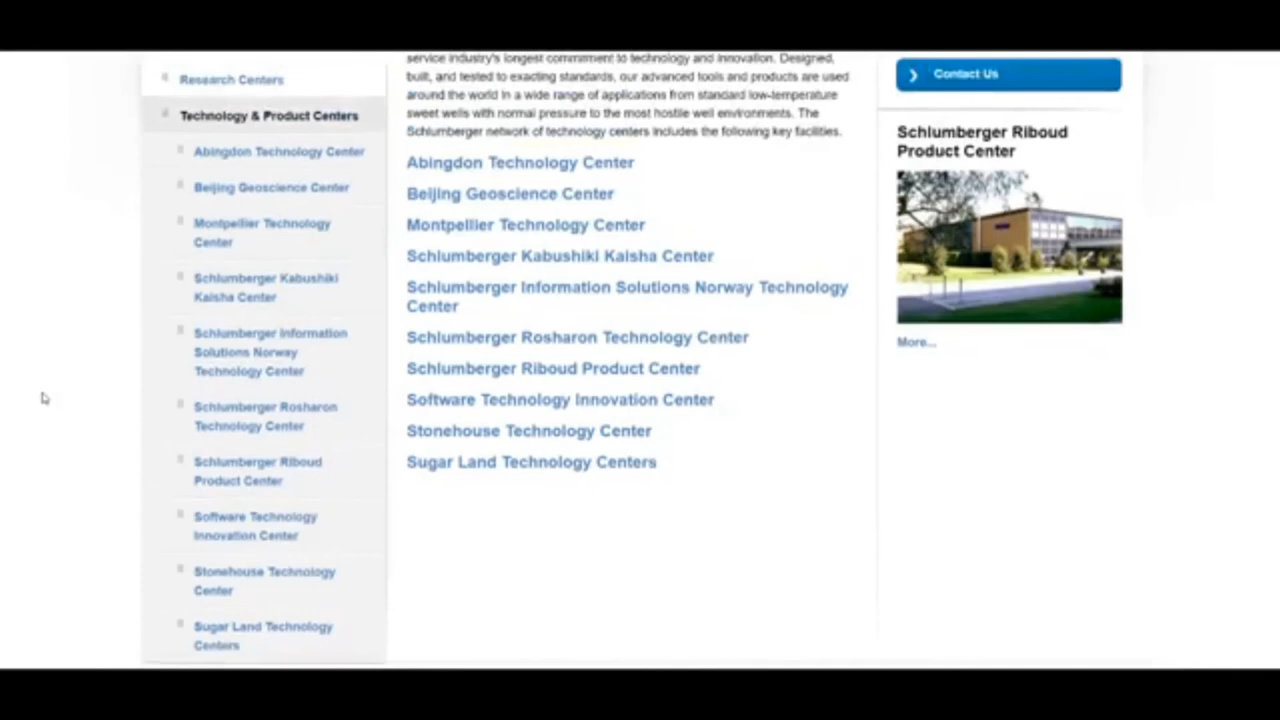 Research Centers
Technology & Product Centers
Abingdon Technology Center
Beijing Geoscience Center
Montpellier Technology
Center
Schlumberger Kabushiki
Kaisha Center
Schlumberger Information
Solutions Norway
Technology Center
Schlumberger Rosharon
Technology Center
Schlumberger Riboud
Product Center
Software Technology
Innovation Center
Stonehouse Technology
Center
Sugar Land Technology
Centers
service industry's longest commitment to technology and innovation. Designed,
built, and tested to exacting standards, our advanced tools and products are used
around the world in a wide range of applications from standard low-temperature
sweet wells with normal pressure to the most hostile well environments. The
Schlumberger network of technology centers includes the following key facilities.
Abingdon Technology Center
Beijing Geoscience Center
Montpellier Technology Center
Schlumberger Kabushiki Kaisha Center
Schlumberger Information Solutions Norway Technology
Center
Schlumberger Rosharon Technology Center
Schlumberger Riboud Product Center
Software Technology Innovation Center
Stonehouse Technology Center
Sugar Land Technology Centers
Contact Us
Schlumberger Riboud
Product Center
More...